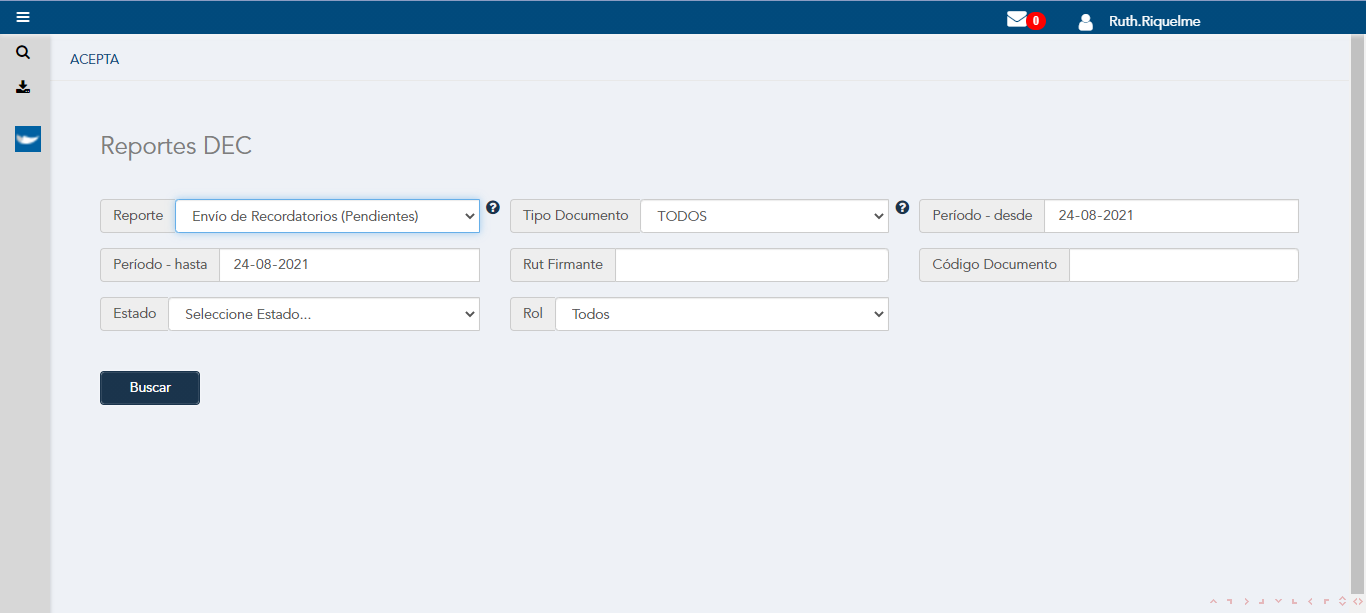 0 Ruth.Riquelme
ACEPTA
Reportes DEC
Reporte Envío de Recordatorios (Pendientes) ? Tipo Documento TODOS ? Período - desde 24-08-2021
Período - hasta 24-08-2021 Rut Firmante Código Documento
Estado Seleccione Estado... Rol Todos
Buscar